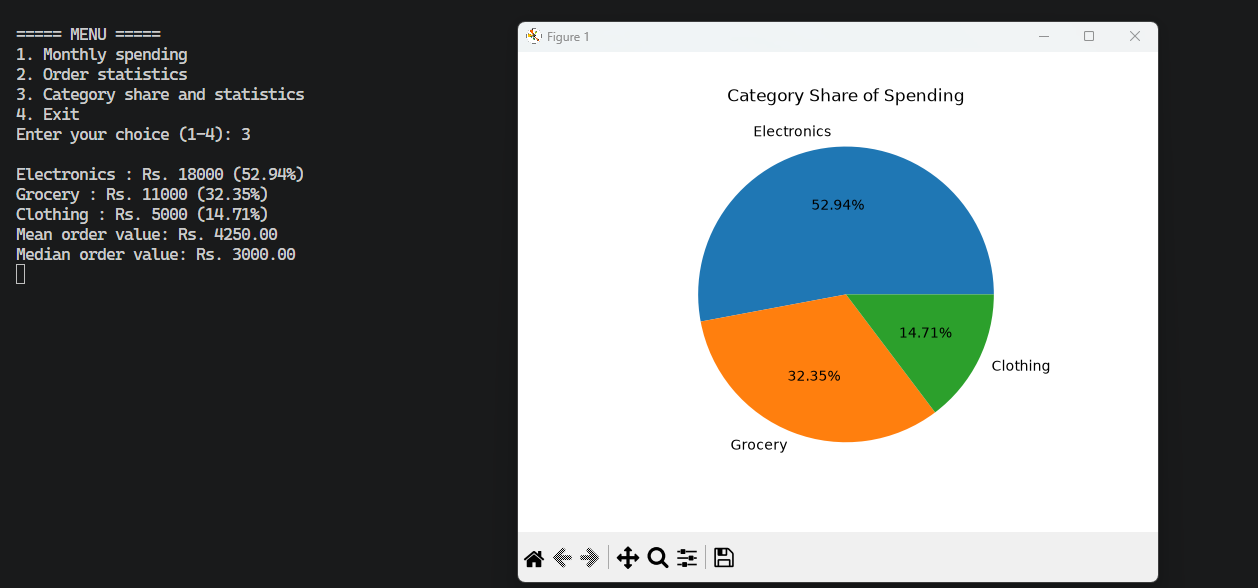 ===== MENU =====
1. Monthly spending
2. Order statistics
3. Category share and statistics
4. Exit
Enter your choice (1-4): 3
Electronics : Rs. 18000 (52.94%)
Grocery : Rs. 11000 (32.35%)
Clothing : Rs. 5000 (14.71%)
Mean order value: Rs. 4250.00
Median order value: Rs. 3000.00
Figure 1
Category Share of Spending
Electronics
52.94%
14.71%
Clothing
32.35%
Grocery